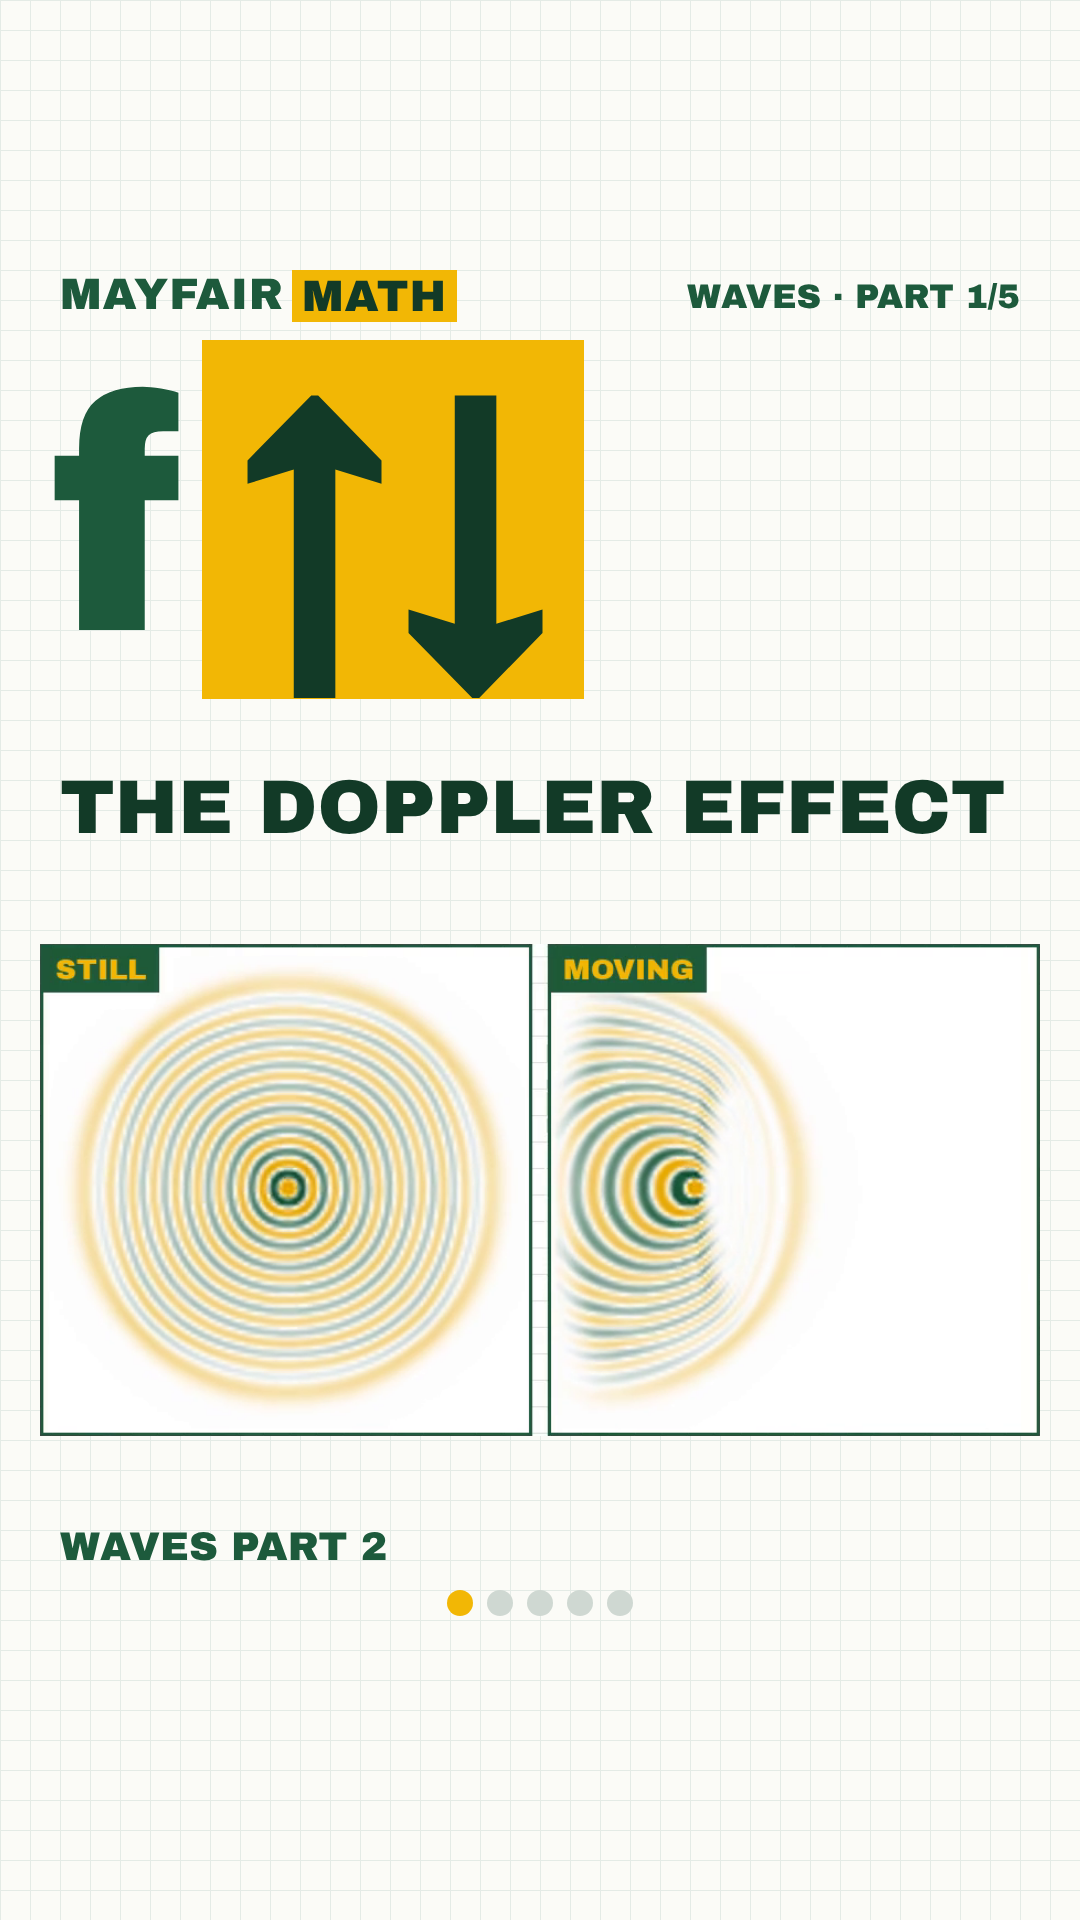 MAYFAIR MATH
WAVES · PART 1/5
f↑↓
THE DOPPLER EFFECT
STILL
MOVING
WAVES PART 2